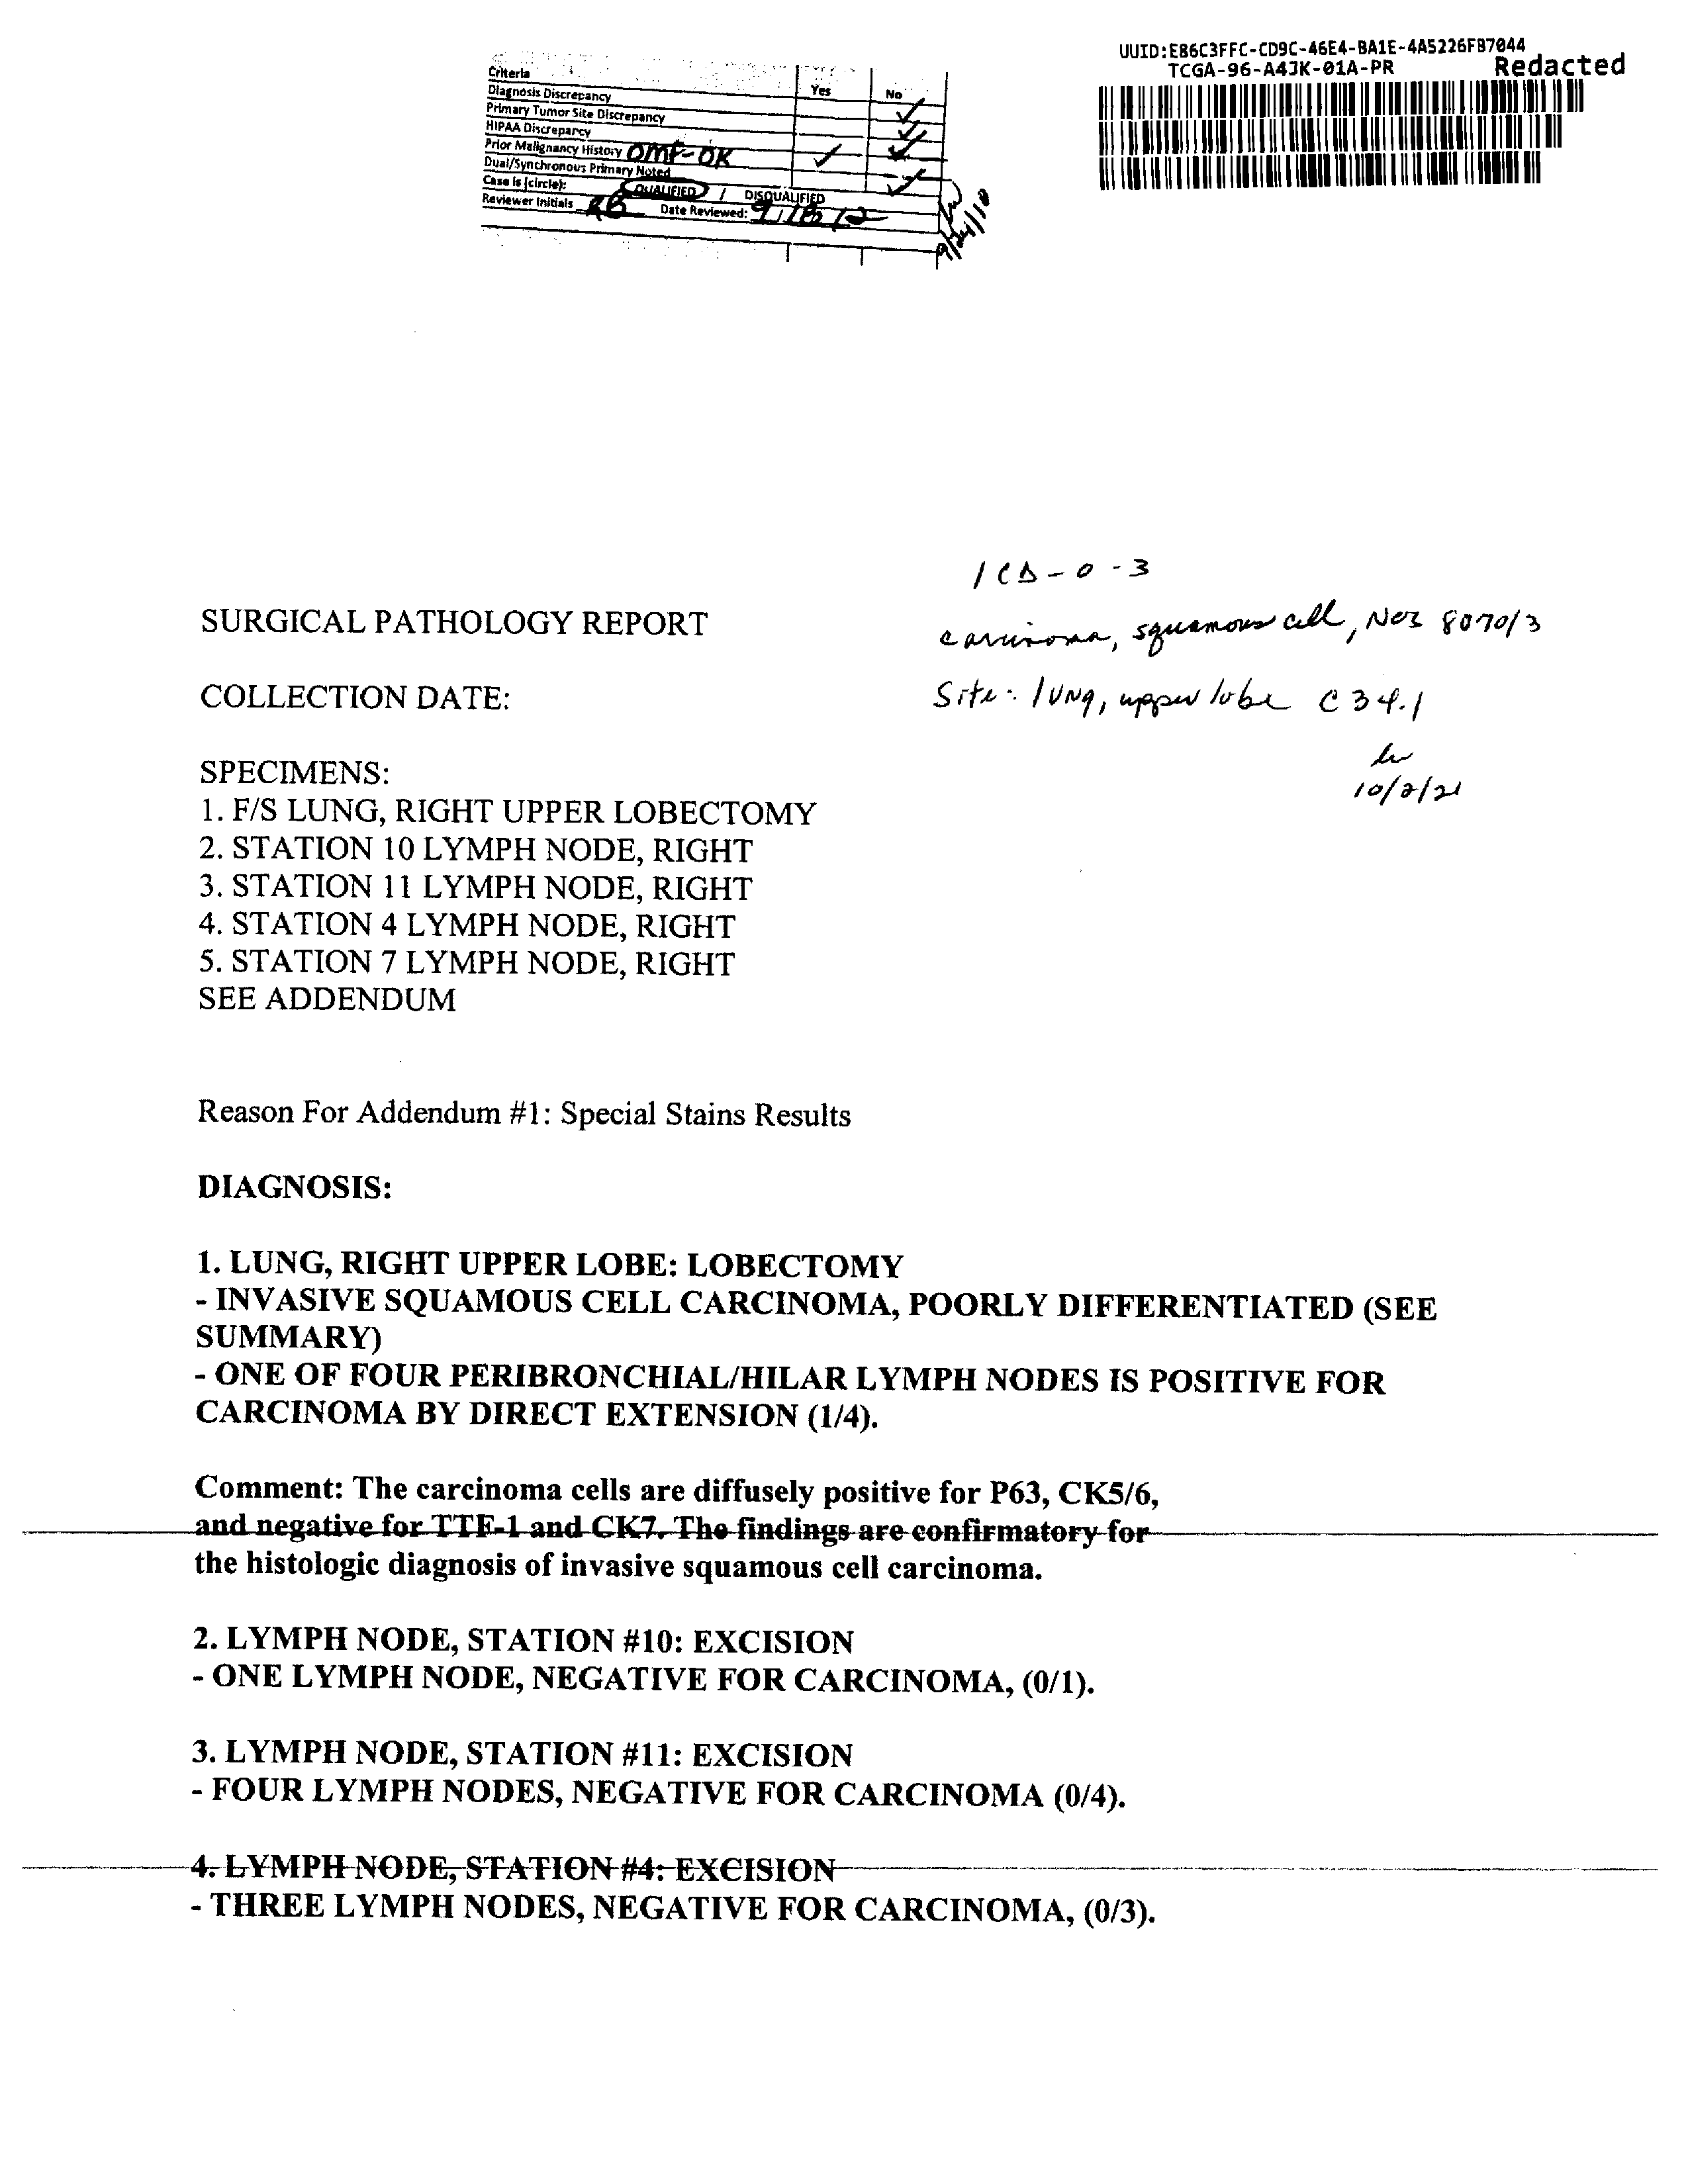 UUID:E86C3FFC-CD9C-46E4-BA1E-4A5226FB7044
TCGA-96-A4JK-01A-PR
Redacted
Criteria
Yes
No
Diagnosis Discrepancy
Primary Tumor Site Discrepancy
HIPAA Discrepancy
Prior Malignancy History OMF-OK
Dual/Synchronous Primary Noted
Case is (circle): QUALIFIED / DISQUALIFIED
Reviewer Initials RB Date Reviewed: 9/18/12
ICD-O-3
SURGICAL PATHOLOGY REPORT
carcinoma, squamous cell, NOS 8070/3
COLLECTION DATE:
Site: lung, upper lobe C34.1
SPECIMENS:
1. F/S LUNG, RIGHT UPPER LOBECTOMY
2. STATION 10 LYMPH NODE, RIGHT
3. STATION 11 LYMPH NODE, RIGHT
4. STATION 4 LYMPH NODE, RIGHT
5. STATION 7 LYMPH NODE, RIGHT
SEE ADDENDUM
Reason For Addendum #1: Special Stains Results
DIAGNOSIS:
1. LUNG, RIGHT UPPER LOBE: LOBECTOMY
- INVASIVE SQUAMOUS CELL CARCINOMA, POORLY DIFFERENTIATED (SEE
SUMMARY)
- ONE OF FOUR PERIBRONCHIAL/HILAR LYMPH NODES IS POSITIVE FOR
CARCINOMA BY DIRECT EXTENSION (1/4).
Comment: The carcinoma cells are diffusely positive for P63, CK5/6,
and negative for TTF-1 and CK7. The findings are confirmatory for
the histologic diagnosis of invasive squamous cell carcinoma.
2. LYMPH NODE, STATION #10: EXCISION
- ONE LYMPH NODE, NEGATIVE FOR CARCINOMA, (0/1).
3. LYMPH NODE, STATION #11: EXCISION
- FOUR LYMPH NODES, NEGATIVE FOR CARCINOMA (0/4).
4. LYMPH NODE, STATION #4: EXCISION
- THREE LYMPH NODES, NEGATIVE FOR CARCINOMA, (0/3).